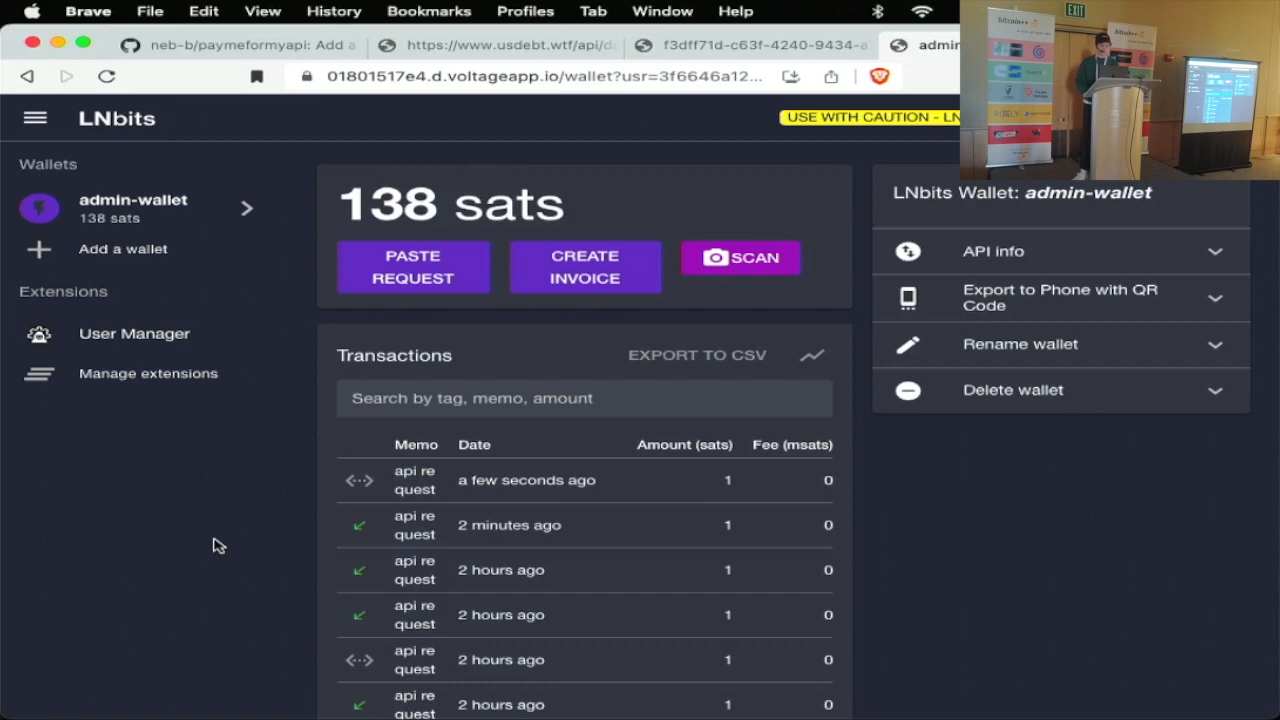 Brave File Edit View History Bookmarks Profiles Tab Window Help
neb-b/paymeformyapi: Add a
https://www.usdebt.wtf/api/d
f3dff71d-c63f-4240-9434-a
admin
01801517e4.d.voltageapp.io/wallet?usr=3f6646a12...
LNbits
USE WITH CAUTION - LN
EXIT
bitcoin++
bitcoin++
Wallets
admin-wallet
138 sats
Add a wallet
Extensions
User Manager
Manage extensions
138 sats
PASTE
REQUEST
CREATE
INVOICE
SCAN
Transactions
EXPORT TO CSV
Search by tag, memo, amount
Memo Date Amount (sats) Fee (msats)
api re
quest a few seconds ago 1 0
api re
quest 2 minutes ago 1 0
api re
quest 2 hours ago 1 0
api re
quest 2 hours ago 1 0
api re
quest 2 hours ago 1 0
api re
quest 2 hours ago 1 0
LNbits Wallet: admin-wallet
API info
Export to Phone with QR
Code
Rename wallet
Delete wallet